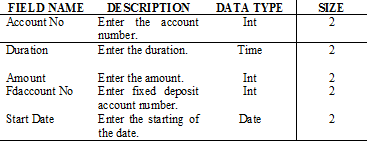 FIELD NAME DESCRIPTION DATA TYPE SIZE
Account No Enter the account Int 2
number.
Duration Enter the duration. Time 2
Amount Enter the amount. Int 2
Fdaccount No Enter fixed deposit Int 2
account number.
Start Date Enter the starting of Date 2
the date.